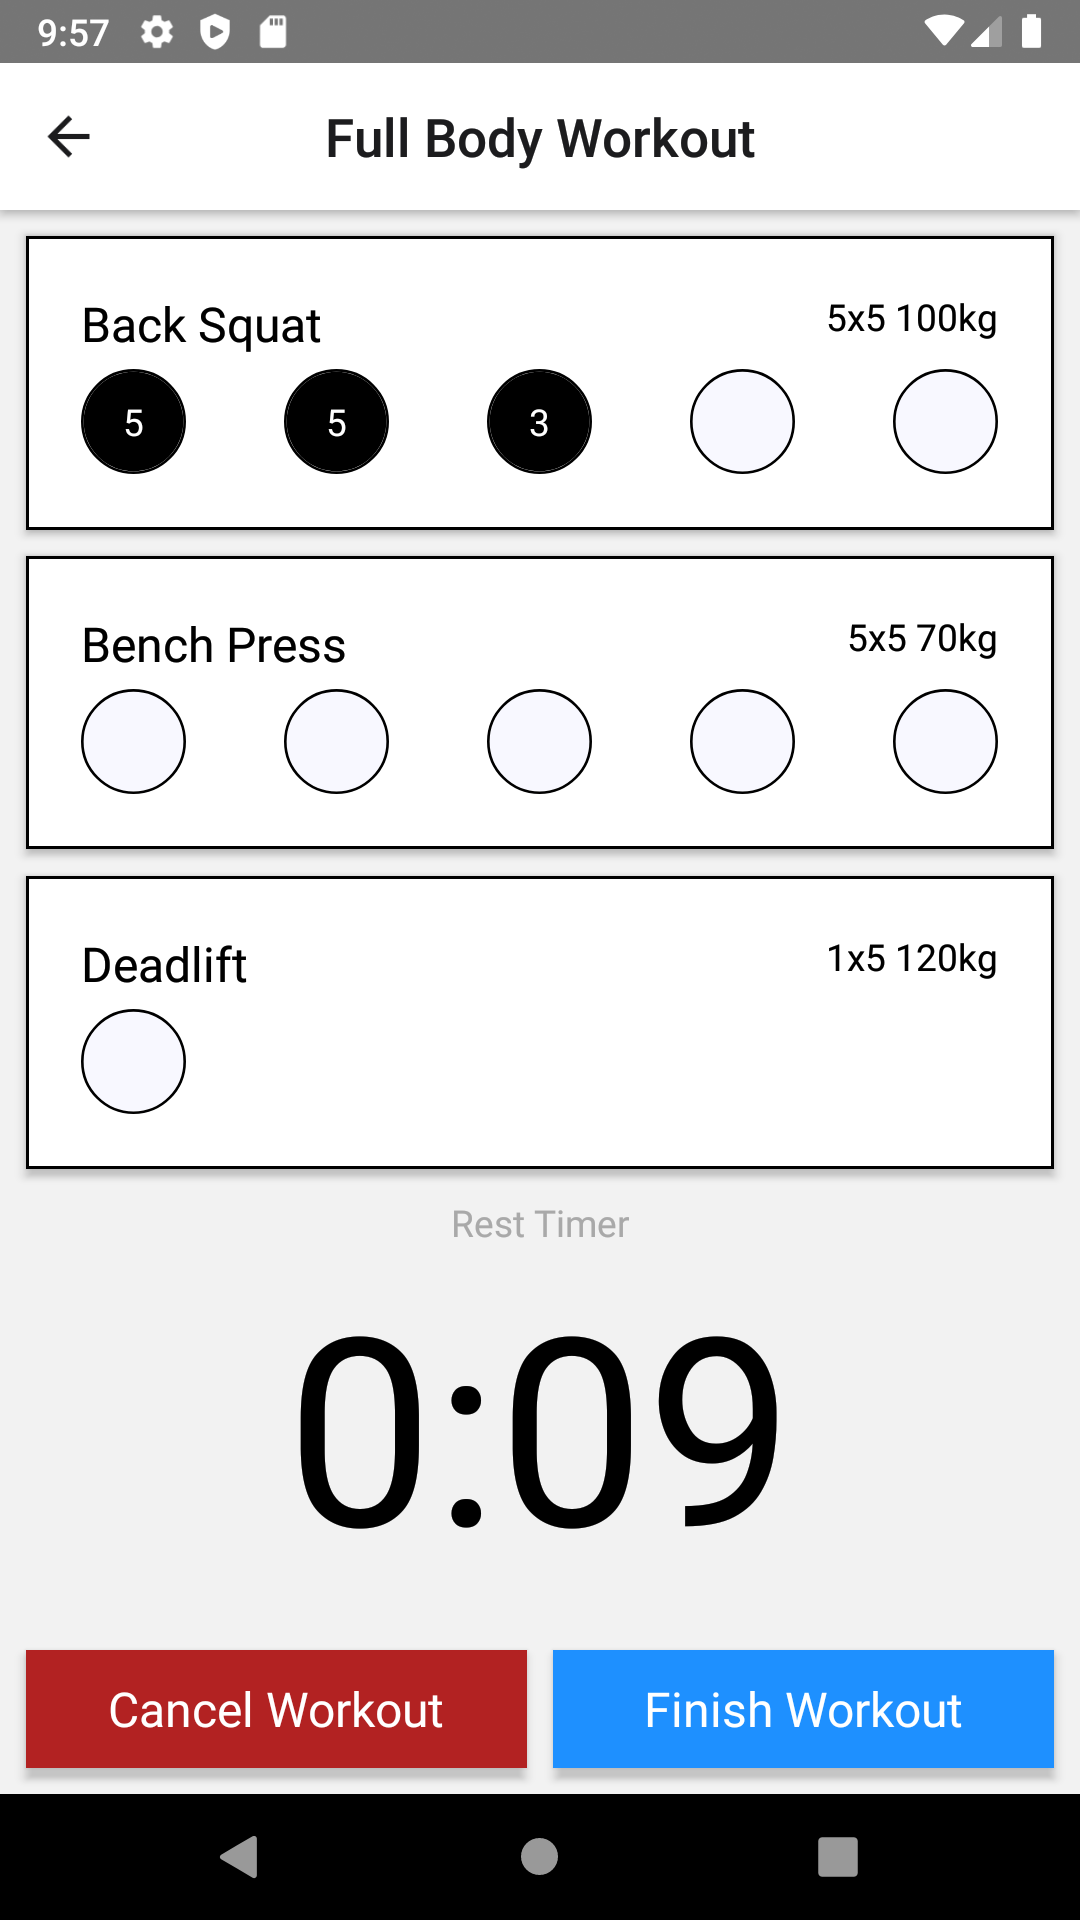 9:57
Full Body Workout
Back Squat
5x5 100kg
5 5 3
Bench Press
5x5 70kg
Deadlift
1x5 120kg
Rest Timer
0:09
Cancel Workout
Finish Workout